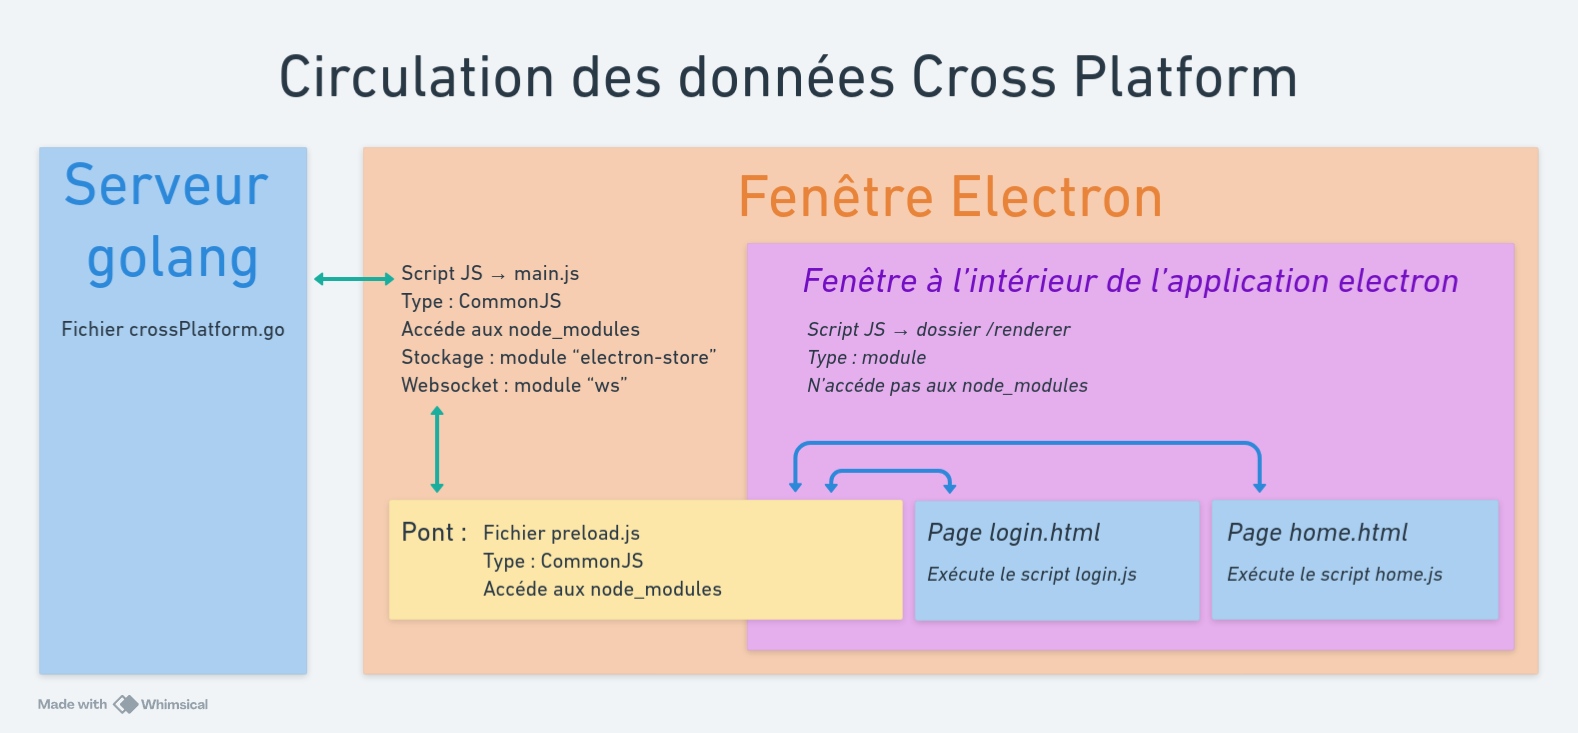 Circulation des données Cross Platform
Serveur
golang
Fichier crossPlatform.go
Fenêtre Electron
Script JS → main.js
Type : CommonJS
Accéde aux node_modules
Stockage : module “electron-store”
Websocket : module “ws”
Fenêtre à l’intérieur de l’application electron
Script JS → dossier /renderer
Type : module
N'accéde pas aux node_modules
Pont :
Fichier preload.js
Type : CommonJS
Accéde aux node_modules
Page login.html
Exécute le script login.js
Page home.html
Exécute le script home.js
Made with Whimsical